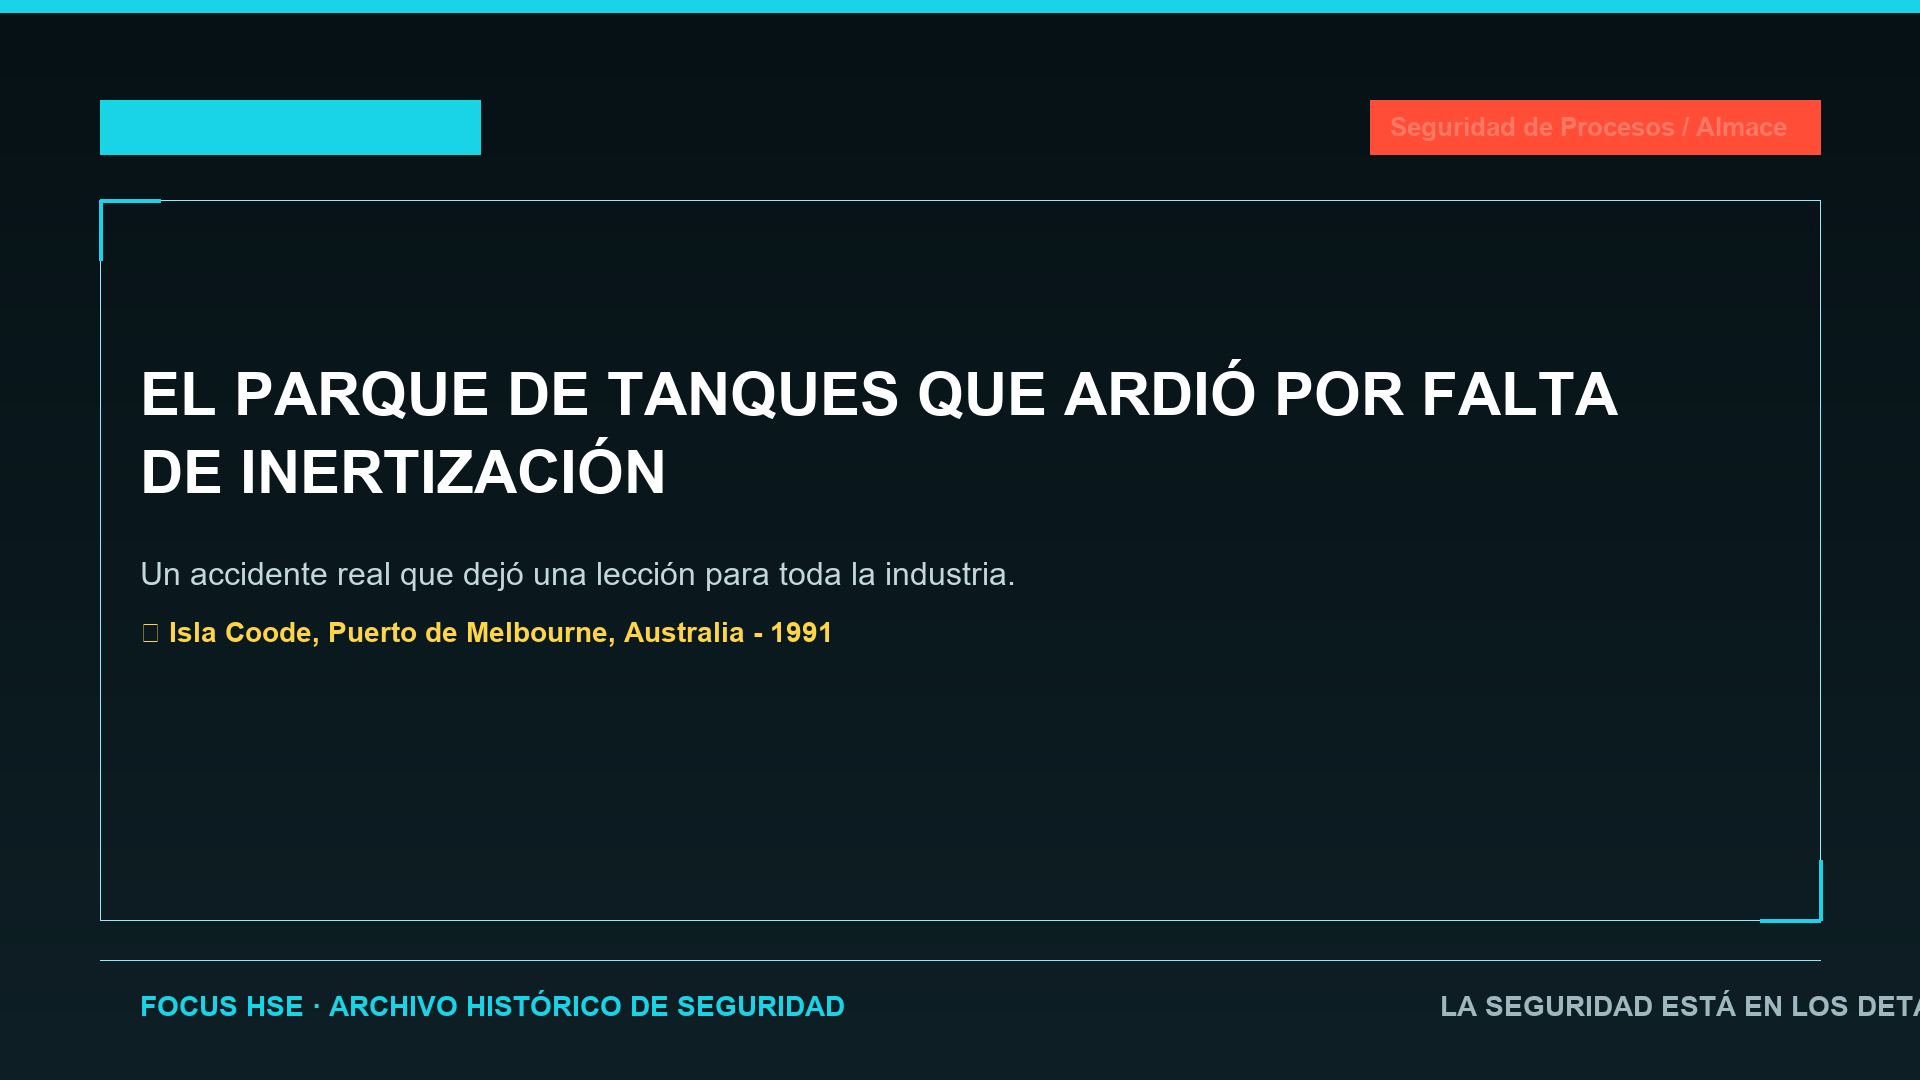 Seguridad de Procesos / Almace
EL PARQUE DE TANQUES QUE ARDIÓ POR FALTA
DE INERTIZACIÓN
Un accidente real que dejó una lección para toda la industria.
Isla Coode, Puerto de Melbourne, Australia - 1991
FOCUS HSE · ARCHIVO HISTÓRICO DE SEGURIDAD
LA SEGURIDAD ESTÁ EN LOS DETA